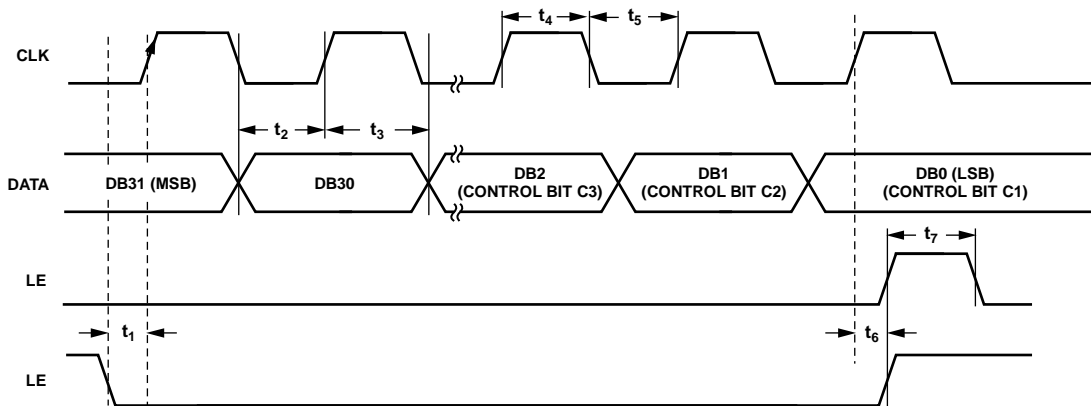 t4 t5
CLK
t2 t3
DATA DB31 (MSB) DB30 DB2 (CONTROL BIT C3) DB1 (CONTROL BIT C2) DB0 (LSB) (CONTROL BIT C1)
t7
LE
t1 t6
LE